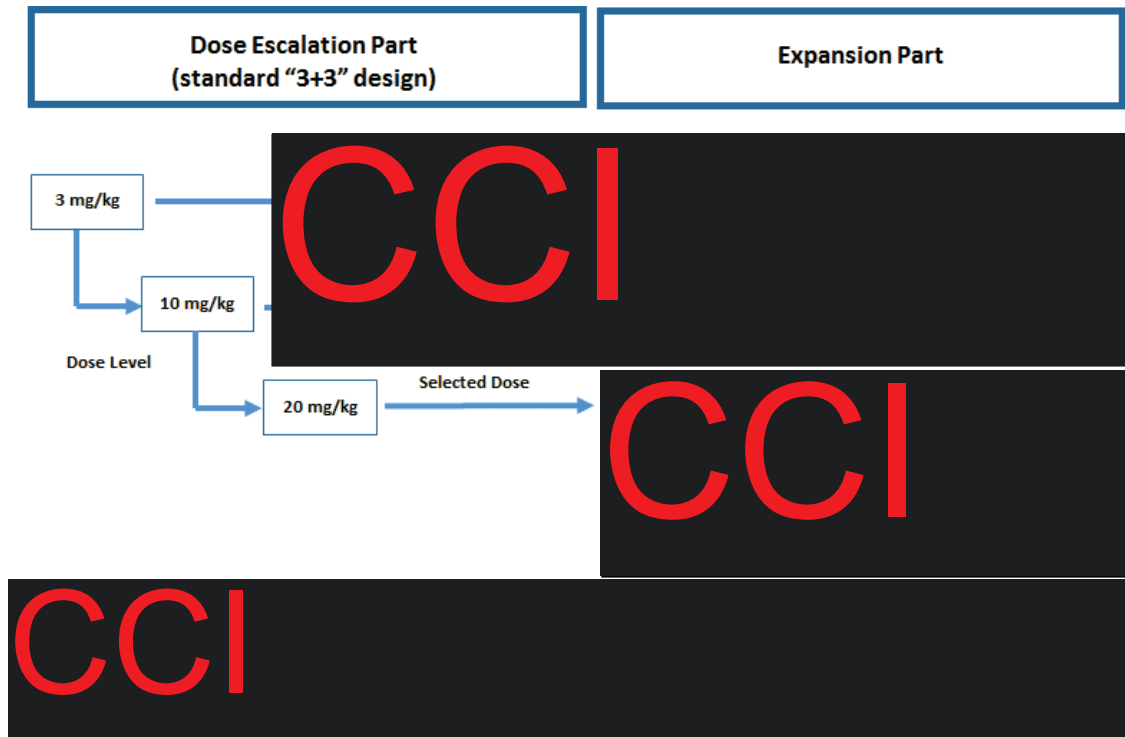 Dose Escalation Part
(standard “3+3” design)
Expansion Part
3 mg/kg
CCI
10 mg/kg
Dose Level
Selected Dose
20 mg/kg
CCI
CCI